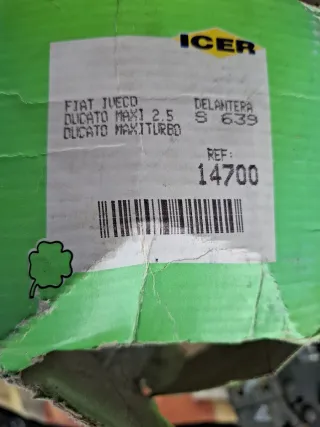 ICER
FIAT IVECO DELANTERA
DUCATO MAXI 2.5 S 639
DUCATO MAXITURBO
REF:
14700